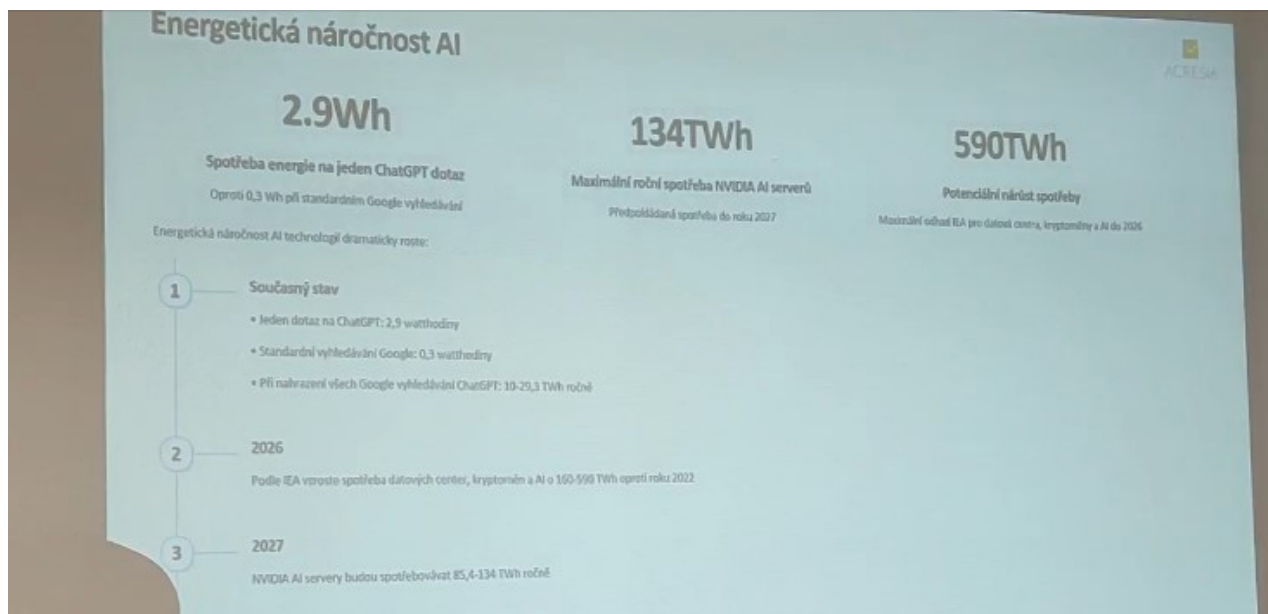 Energetická náročnost AI
ACRESIA
2.9Wh
Spotřeba energie na jeden ChatGPT dotaz
Oproti 0,3 Wh při standardním Google vyhledávání
134TWh
Maximální roční spotřeba NVIDIA AI serverů
Předpokládaná spotřeba do roku 2027
590TWh
Potenciální nárůst spotřeby
Maximální odhad IEA pro datová centra, kryptoměny a AI do 2026
Energetická náročnost AI technologií dramaticky roste:
1
Současný stav
• Jeden dotaz na ChatGPT: 2,9 watthodiny
• Standardní vyhledávání Google: 0,3 watthodiny
• Při nahrazení všech Google vyhledávání ChatGPT: 10-29,3 TWh ročně
2
2026
Podle IEA vzroste spotřeba datových center, kryptoměn a AI o 160-590 TWh oproti roku 2022
3
2027
NVIDIA AI servery budou spotřebovávat 85,4-134 TWh ročně